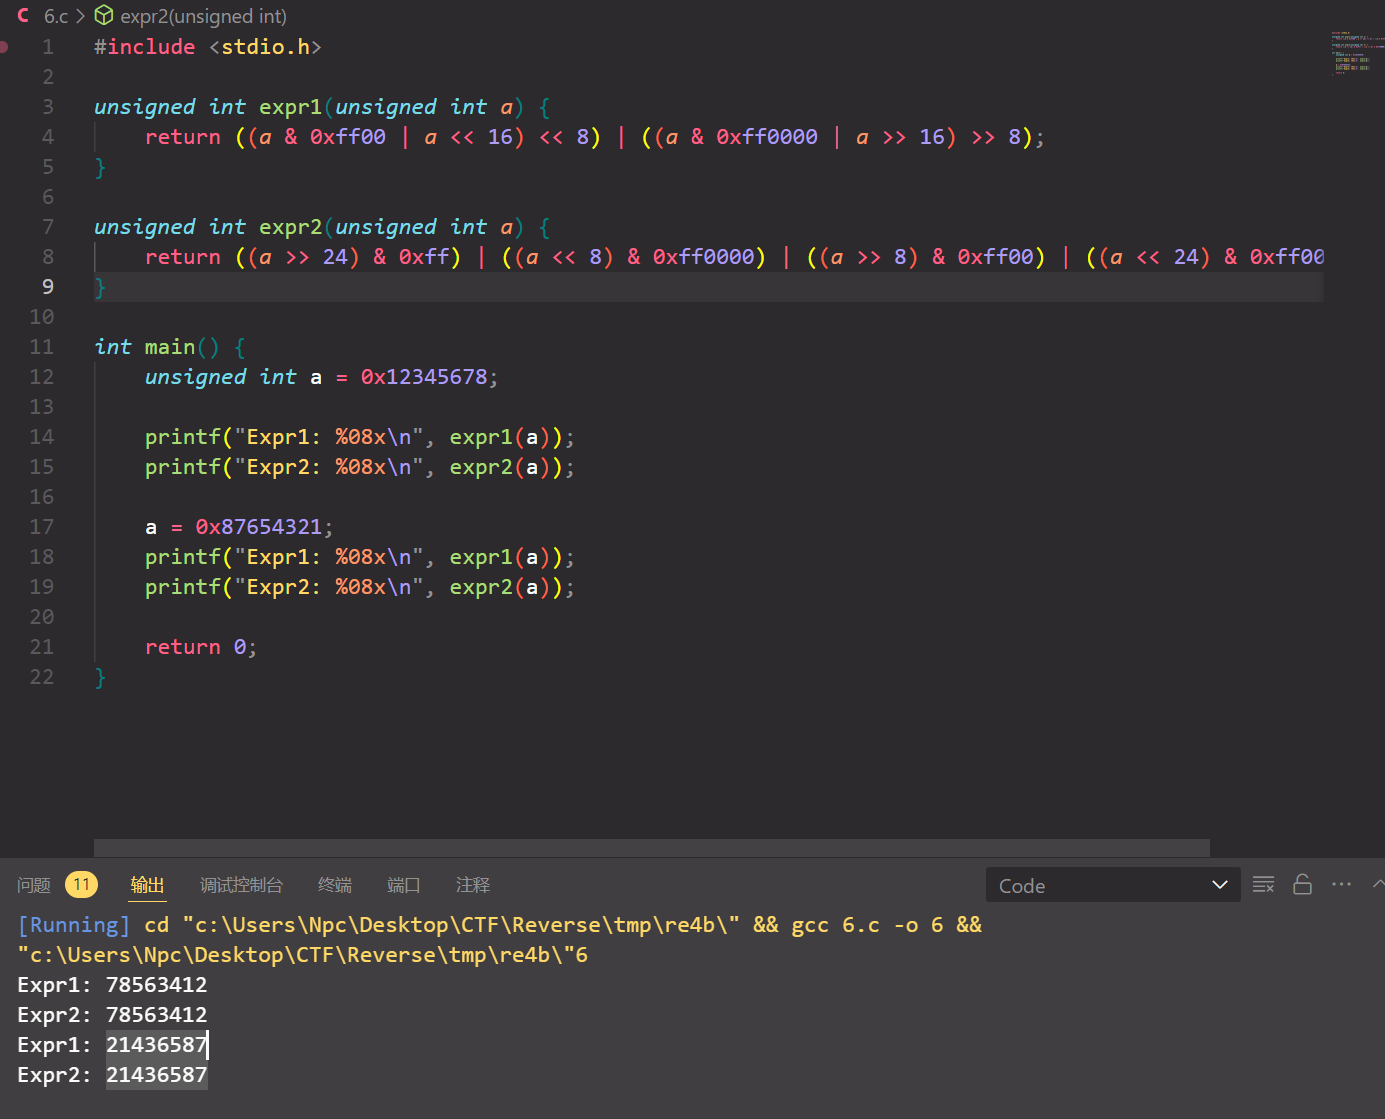 C 6.c > expr2(unsigned int)
1 #include <stdio.h>
2
3 unsigned int expr1(unsigned int a) {
4     return ((a & 0xff00 | a << 16) << 8) | ((a & 0xff0000 | a >> 16) >> 8);
5 }
6
7 unsigned int expr2(unsigned int a) {
8     return ((a >> 24) & 0xff) | ((a << 8) & 0xff0000) | ((a >> 8) & 0xff00) | ((a << 24) & 0xff00
9 }
10
11 int main() {
12     unsigned int a = 0x12345678;
13
14     printf("Expr1: %08x\n", expr1(a));
15     printf("Expr2: %08x\n", expr2(a));
16
17     a = 0x87654321;
18     printf("Expr1: %08x\n", expr1(a));
19     printf("Expr2: %08x\n", expr2(a));
20
21     return 0;
22 }
问题 11 输出 调试控制台 终端 端口 注释 Code
[Running] cd "c:\Users\Npc\Desktop\CTF\Reverse\tmp\re4b\" && gcc 6.c -o 6 &&
"c:\Users\Npc\Desktop\CTF\Reverse\tmp\re4b\"6
Expr1: 78563412
Expr2: 78563412
Expr1: 21436587
Expr2: 21436587